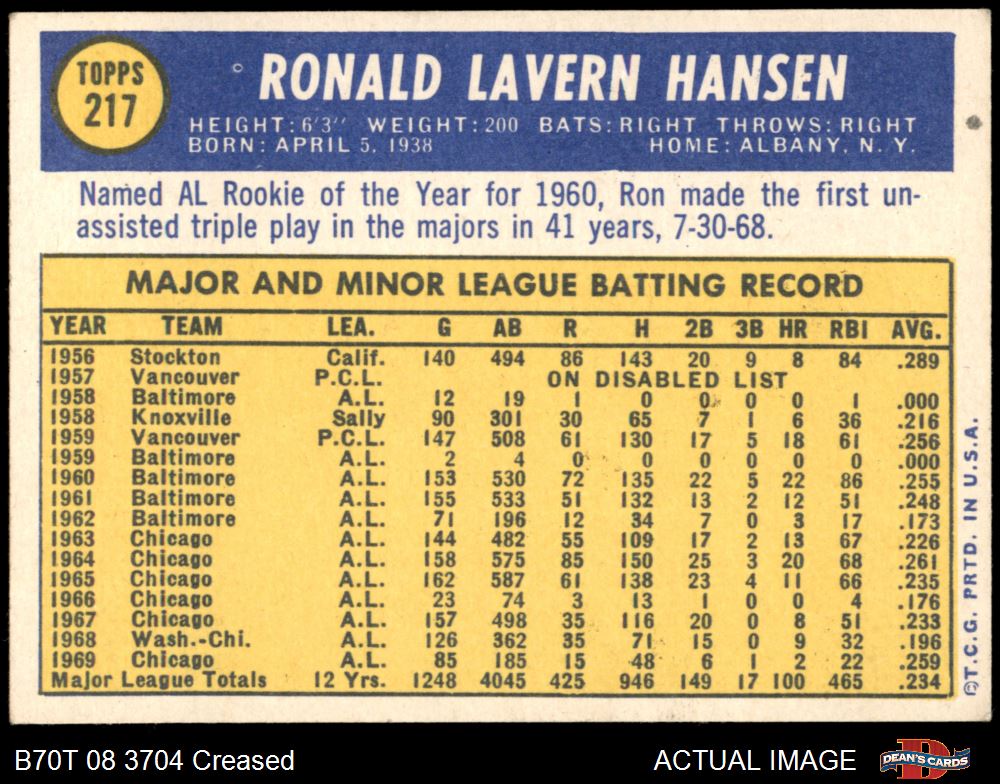 TOPPS
217
RONALD LAVERN HANSEN
HEIGHT: 6'3" WEIGHT: 200 BATS: RIGHT THROWS: RIGHT
BORN: APRIL 5, 1938 HOME: ALBANY, N. Y.
Named AL Rookie of the Year for 1960, Ron made the first un-
assisted triple play in the majors in 41 years, 7-30-68.
MAJOR AND MINOR LEAGUE BATTING RECORD
YEAR TEAM LEA. G AB R H 2B 3B HR RBI AVG.
1956 Stockton Calif. 140 494 86 143 20 9 8 84 .289
1957 Vancouver P.C.L. ON DISABLED LIST
1958 Baltimore A.L. 12 19 1 0 0 0 0 1 .000
1958 Knoxville Sally 90 301 30 65 7 1 6 36 .216
1959 Vancouver P.C.L. 147 508 61 130 17 5 18 61 .256
1959 Baltimore A.L. 2 4 0 0 0 0 0 0 .000
1960 Baltimore A.L. 153 530 72 135 22 5 22 86 .255
1961 Baltimore A.L. 155 533 51 132 13 2 12 51 .248
1962 Baltimore A.L. 71 196 12 34 7 0 3 17 .173
1963 Chicago A.L. 144 482 55 109 17 2 13 67 .226
1964 Chicago A.L. 158 575 85 150 25 3 20 68 .261
1965 Chicago A.L. 162 587 61 138 23 4 11 66 .235
1966 Chicago A.L. 23 74 3 13 1 0 0 4 .176
1967 Chicago A.L. 157 498 35 116 20 0 8 51 .233
1968 Wash.-Chi. A.L. 126 362 35 71 15 0 9 32 .196
1969 Chicago A.L. 85 185 15 48 6 1 2 22 .259
Major League Totals 12 Yrs. 1248 4045 425 946 149 17 100 465 .234
©T.C.G. PRTD. IN U.S.A.
B70T 08 3704 Creased
ACTUAL IMAGE
DEAN'S CARDS